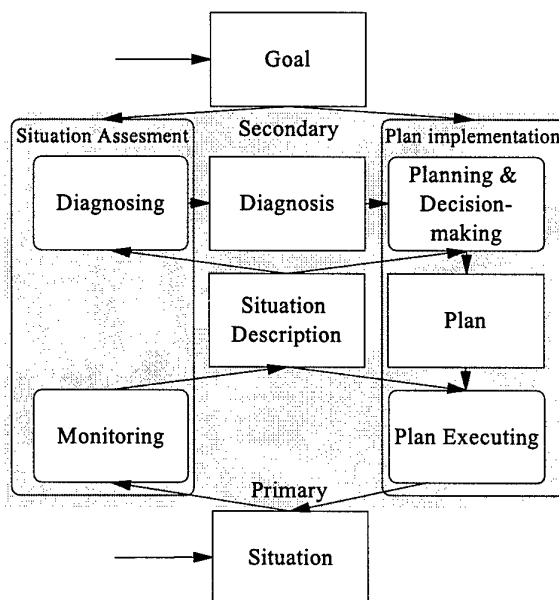 Goal
Situation Assesment
Secondary
Plan implementation
Diagnosing
Diagnosis
Planning &
Decision-
making
Situation
Description
Plan
Monitoring
Plan Executing
Primary
Situation